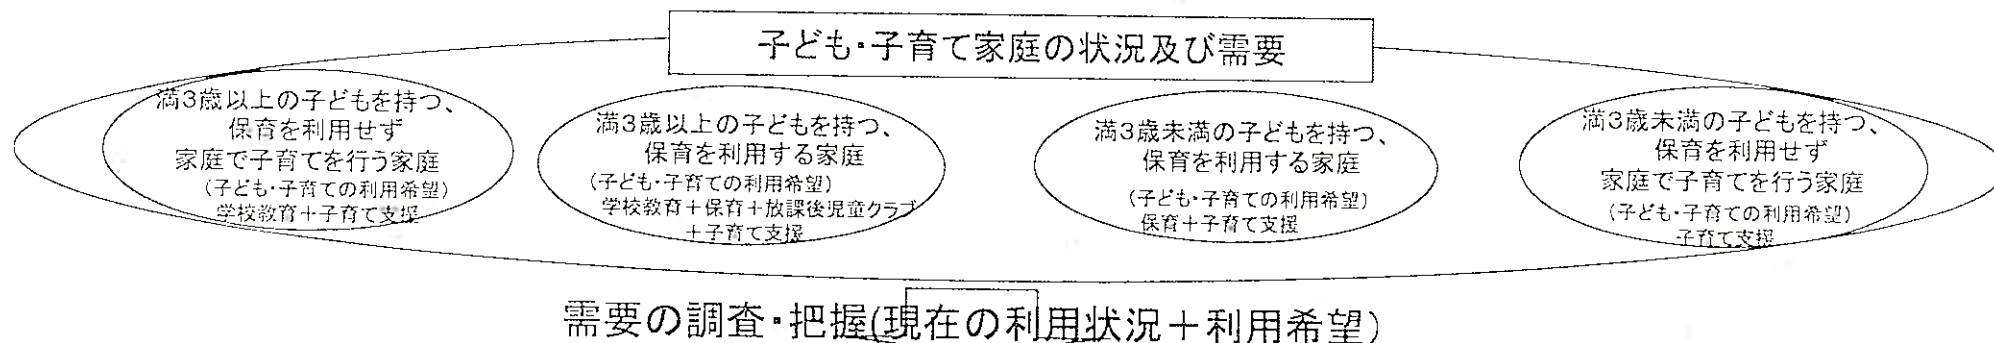 子ども・子育て家庭の状況及び需要
満3歳以上の子どもを持つ、
保育を利用せず
家庭で子育てを行う家庭
(子ども・子育ての利用希望)
学校教育+子育て支援
満3歳以上の子どもを持つ、
保育を利用する家庭
(子ども・子育ての利用希望)
学校教育+保育+放課後児童クラブ
+子育て支援
満3歳未満の子どもを持つ、
保育を利用する家庭
(子ども・子育ての利用希望)
保育+子育て支援
満3歳未満の子どもを持つ、
保育を利用せず
家庭で子育てを行う家庭
(子ども・子育ての利用希望)
子育て支援
需要の調査・把握(現在の利用状況+利用希望)